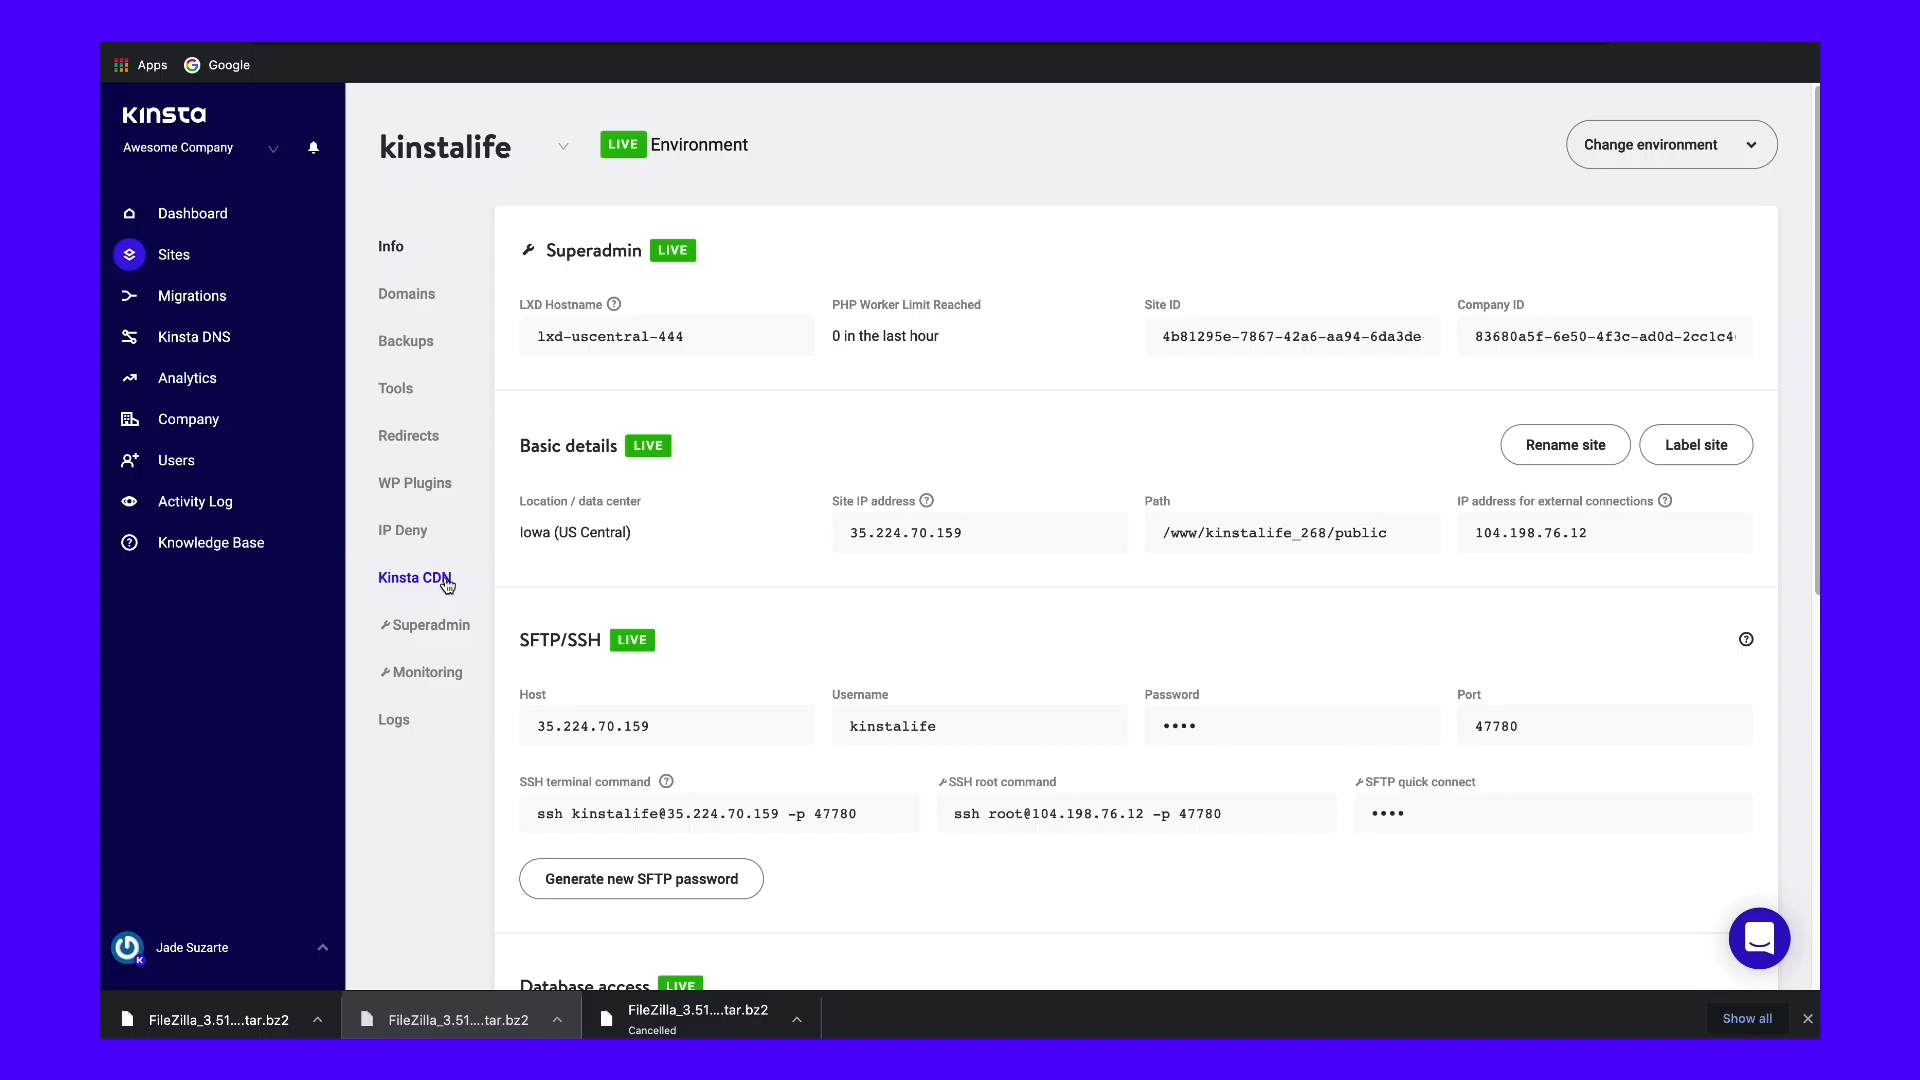 Apps
Google
KINSTA
Awesome Company
Dashboard
Sites
Migrations
Kinsta DNS
Analytics
Company
Users
Activity Log
Knowledge Base
Jade Suzarte
K
kinstalife
LIVE Environment
Change environment
Info
Domains
Backups
Tools
Redirects
WP Plugins
IP Deny
Kinsta CDN
Superadmin
Monitoring
Logs
Superadmin LIVE
LXD Hostname ?
lxd-uscentral-444
PHP Worker Limit Reached
0 in the last hour
Site ID
4b81295e-7867-42a6-aa94-6da3de
Company ID
83680a5f-6e50-4f3c-ad0d-2cc1c4
Basic details LIVE
Rename site
Label site
Location / data center
Iowa (US Central)
Site IP address ?
35.224.70.159
Path
/www/kinstalife_268/public
IP address for external connections ?
104.198.76.12
SFTP/SSH LIVE
?
Host
35.224.70.159
Username
kinstalife
Password
••••
Port
47780
SSH terminal command ?
ssh kinstalife@35.224.70.159 -p 47780
SSH root command
ssh root@104.198.76.12 -p 47780
SFTP quick connect
••••
Generate new SFTP password
Database access LIVE
FileZilla_3.51....tar.bz2
FileZilla_3.51....tar.bz2
FileZilla_3.51....tar.bz2
Cancelled
Show all